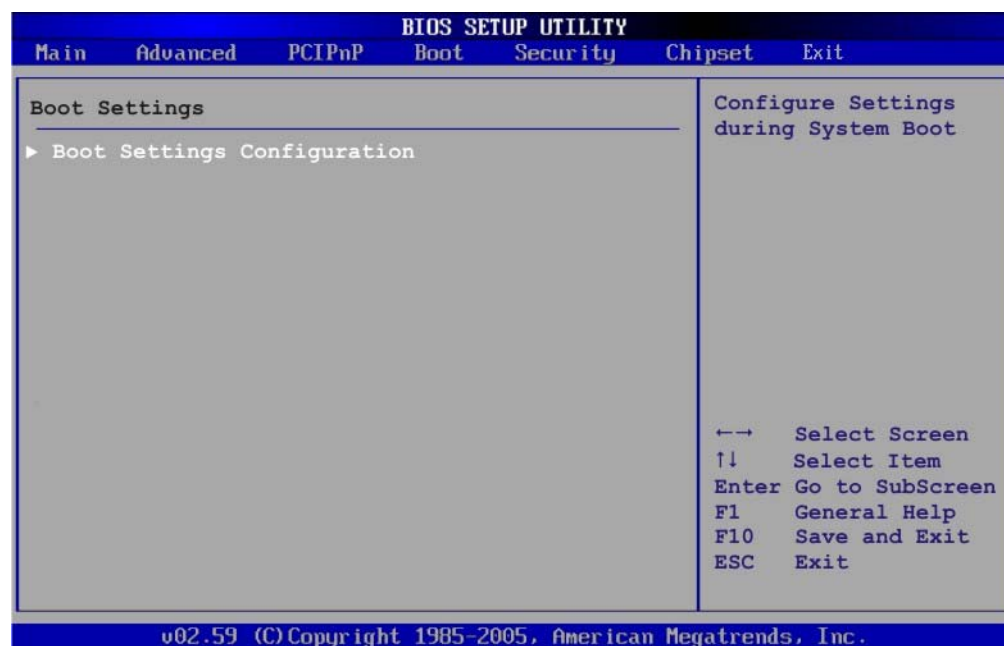 BIOS SETUP UTILITY
Main Advanced PCIPnP Boot Security Chipset Exit
Boot Settings
▶ Boot Settings Configuration
Configure Settings
during System Boot
←→ Select Screen
↑↓ Select Item
Enter Go to SubScreen
F1 General Help
F10 Save and Exit
ESC Exit
v02.59 (C)Copyright 1985-2005, American Megatrends, Inc.